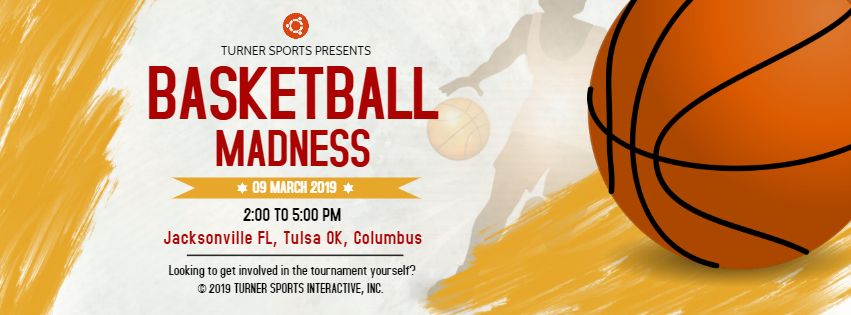 TURNER SPORTS PRESENTS
BASKETBALL
MADNESS
09 MARCH 2019
2:00 TO 5:00 PM
Jacksonville FL, Tulsa OK, Columbus
Looking to get involved in the tournament yourself?
© 2019 TURNER SPORTS INTERACTIVE, INC.